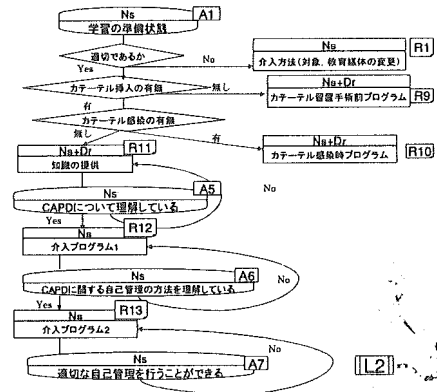 Ns
A1
学習の準備状態
適切であるか
No
Ns
R1
介入方法(対象、教育媒体の変更)
Yes
カテーテル挿入の有無
無し
Ns+Dr
R9
カテーテル留置手術前プログラム
有
カテーテル感染の有無
無し
有
Ns+Dr
R10
カテーテル感染時プログラム
Ns+Dr
R11
知識の提供
No
Ns
A5
CAPDについて理解している
Yes
R12
Ns
介入プログラム1
Ns
A6
CAPDに関する自己管理の方法を理解している
No
Yes
R13
Ns
介入プログラム2
No
Ns
A7
適切な自己管理を行うことができる
L2